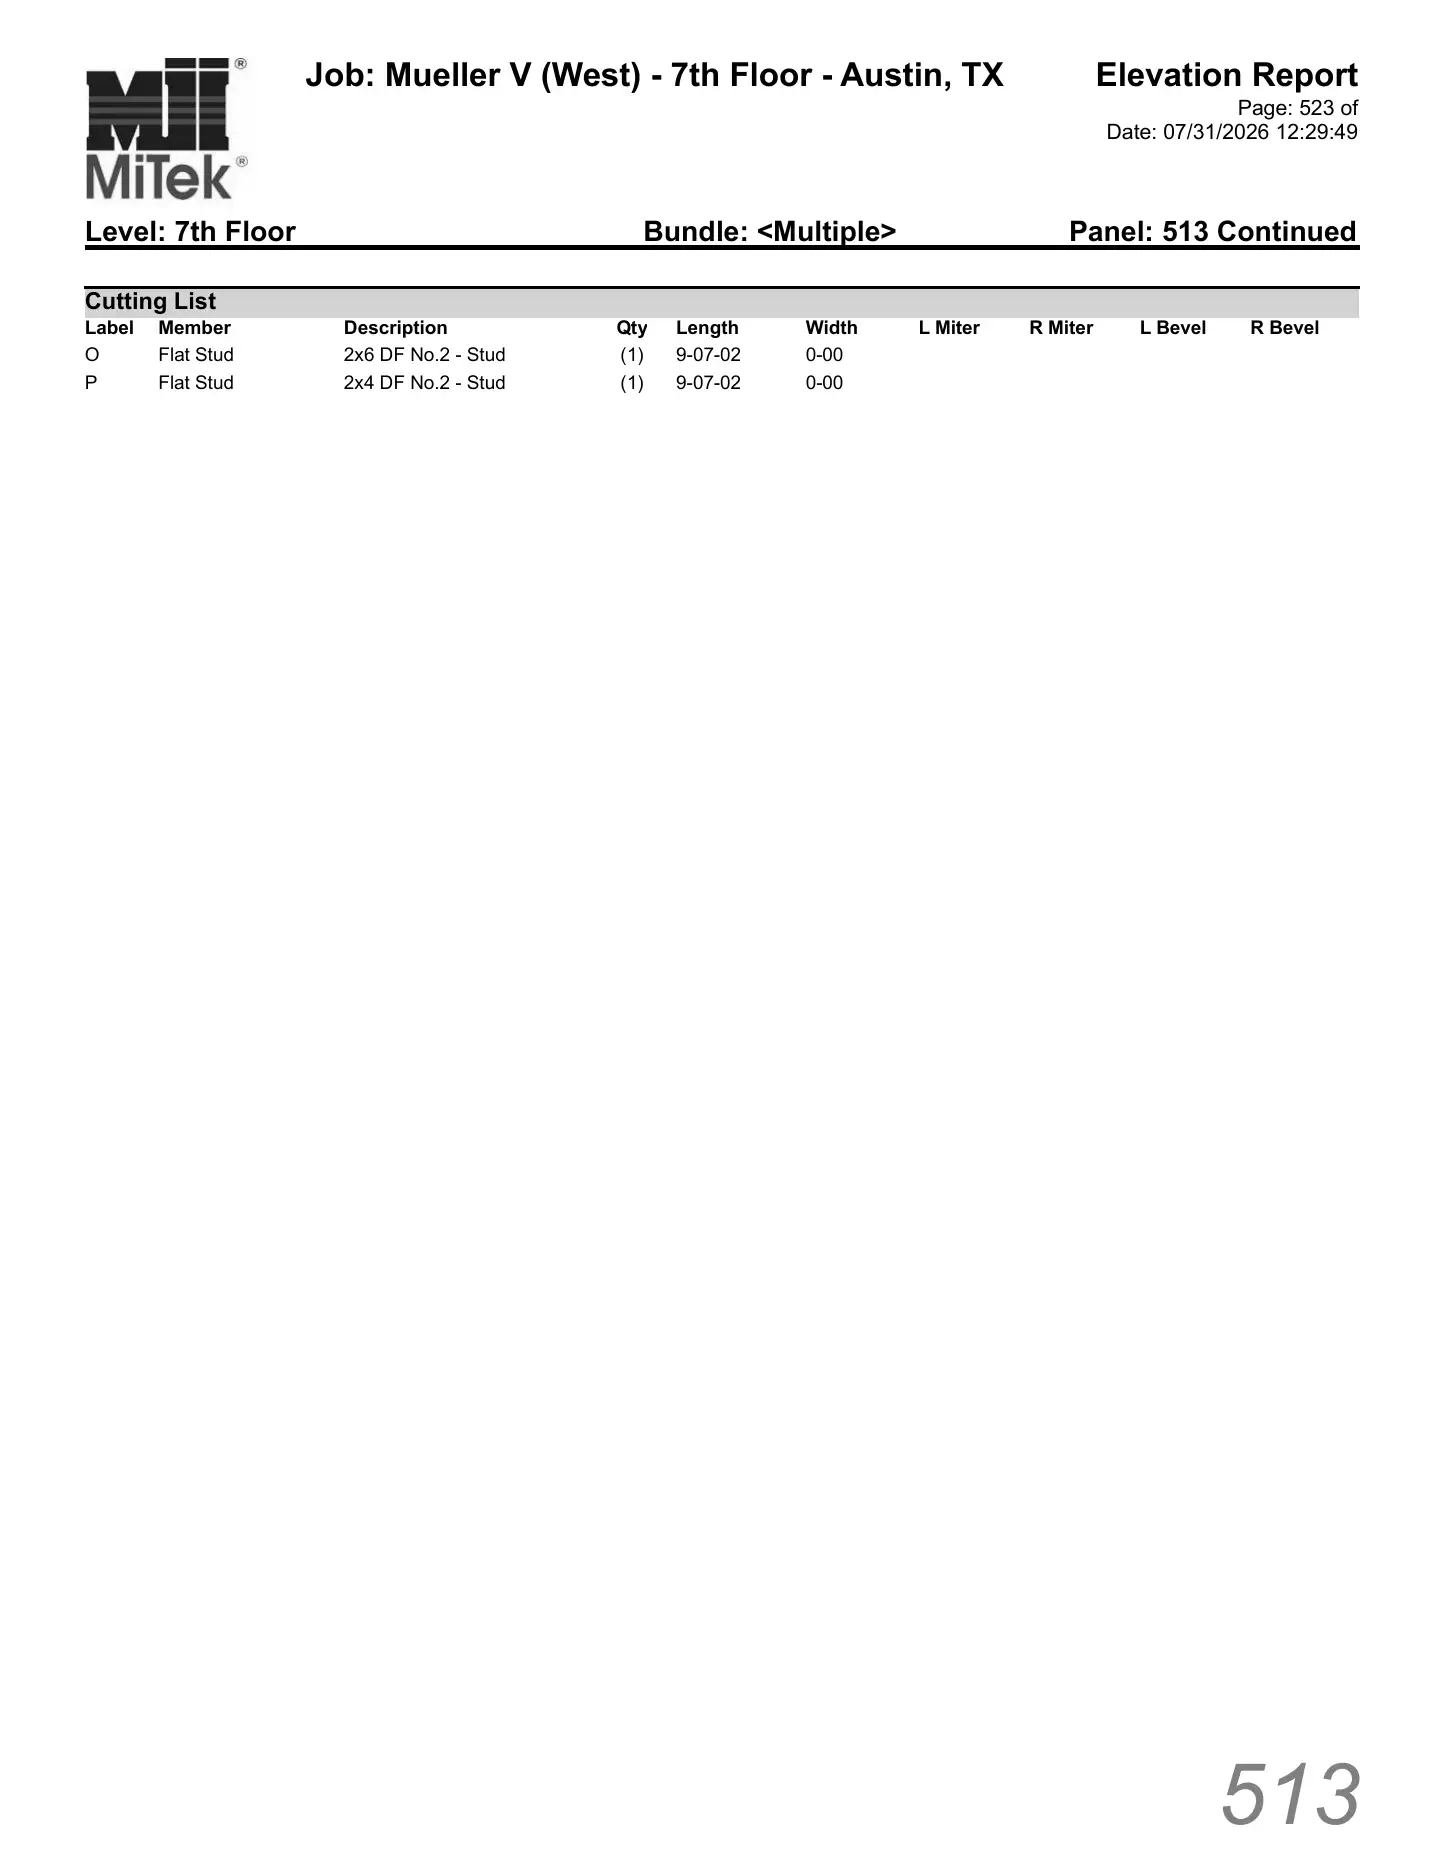 Job: Mueller V (West) - 7th Floor - Austin, TX
Elevation Report
Page: 523 of
Date: 07/31/2026 12:29:49
®
MiTek®
Level: 7th Floor Bundle: <Multiple> Panel: 513 Continued
Cutting List
Label Member Description Qty Length Width L Miter R Miter L Bevel R Bevel
O Flat Stud 2x6 DF No.2 - Stud (1) 9-07-02 0-00
P Flat Stud 2x4 DF No.2 - Stud (1) 9-07-02 0-00
513